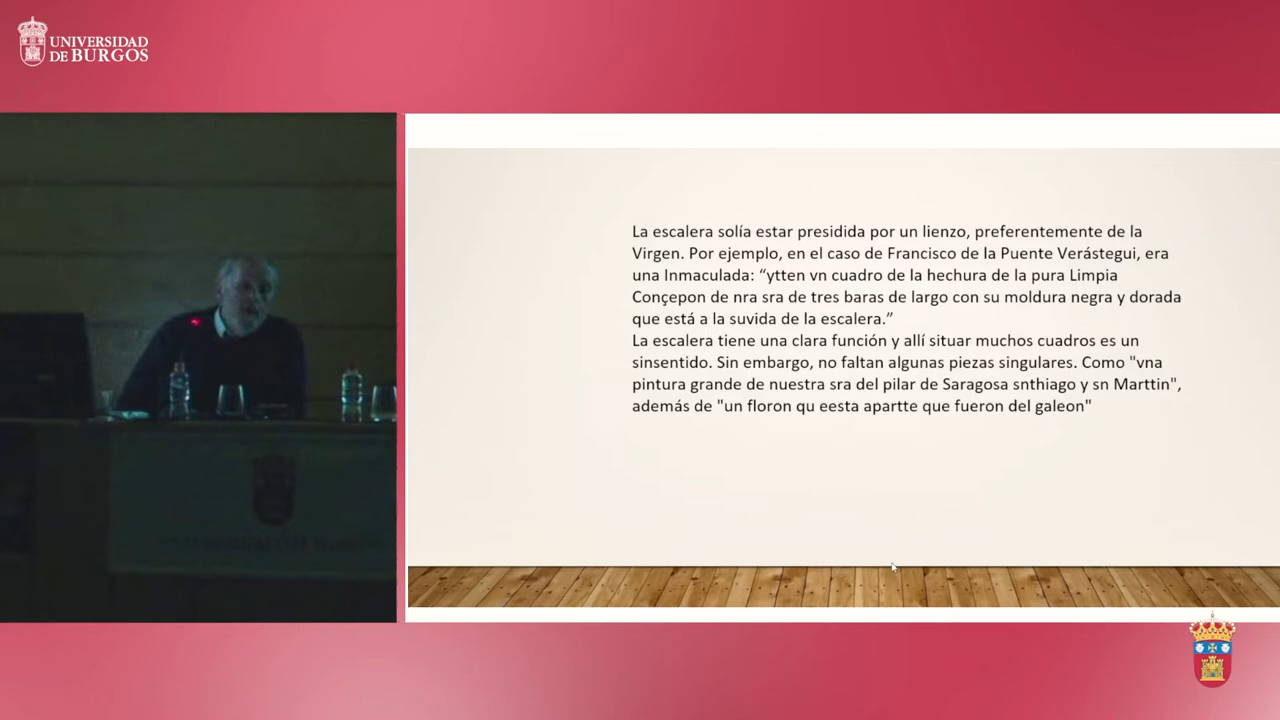 UNIVERSIDAD
DE BURGOS
La escalera solía estar presidida por un lienzo, preferentemente de la
Virgen. Por ejemplo, en el caso de Francisco de la Puente Verástegui, era
una Inmaculada: “ytten vn cuadro de la hechura de la pura Limpia
Conçepon de nra sra de tres baras de largo con su moldura negra y dorada
que está a la suvida de la escalera.”
La escalera tiene una clara función y allí situar muchos cuadros es un
sinsentido. Sin embargo, no faltan algunas piezas singulares. Como "vna
pintura grande de nuestra sra del pilar de Saragosa snthiago y sn Marttin",
además de "un floron qu eesta apartte que fueron del galeon"